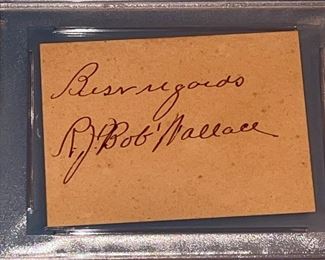 Best regards
R.J. 'Bob' Wallace